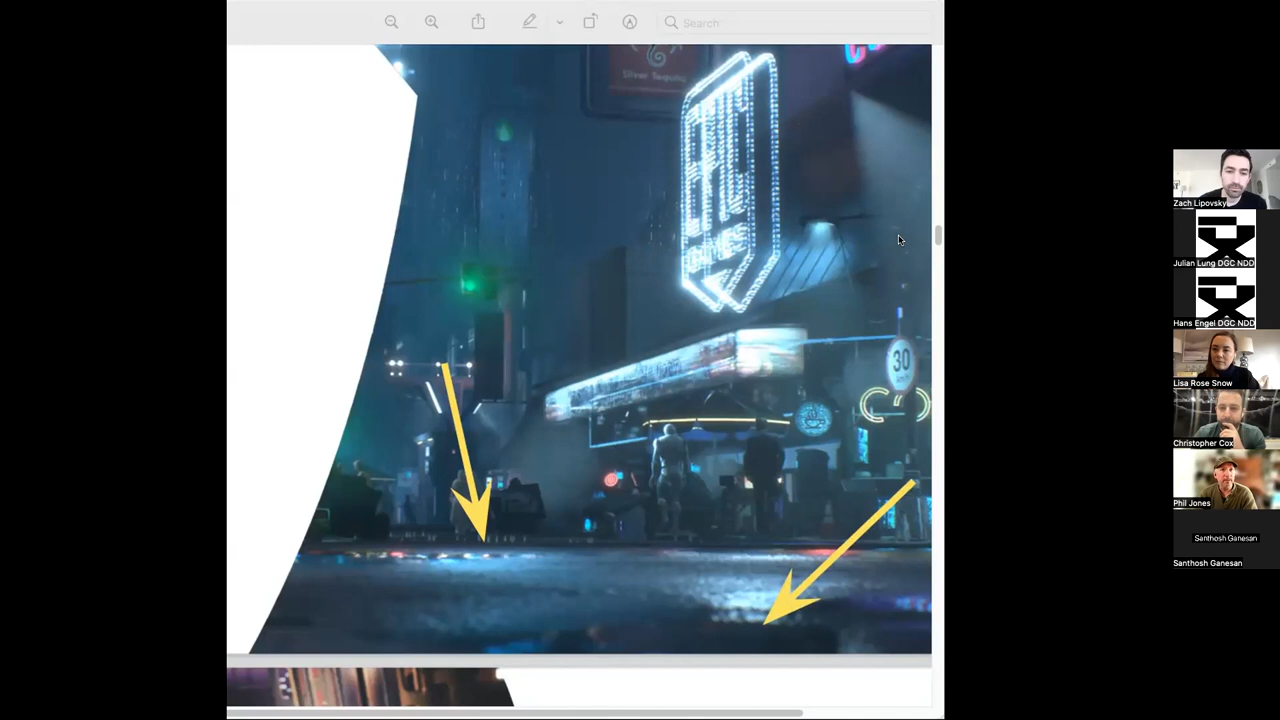 Search
Silver Tequila
EPIC
GAMES
30
km/h
Zach Lipovsky
Julian Lung DGC NDD
Hans Engel DGC NDD
Lisa Rose Snow
Christopher Cox
Phil Jones
Santhosh Ganesan
Santhosh Ganesan